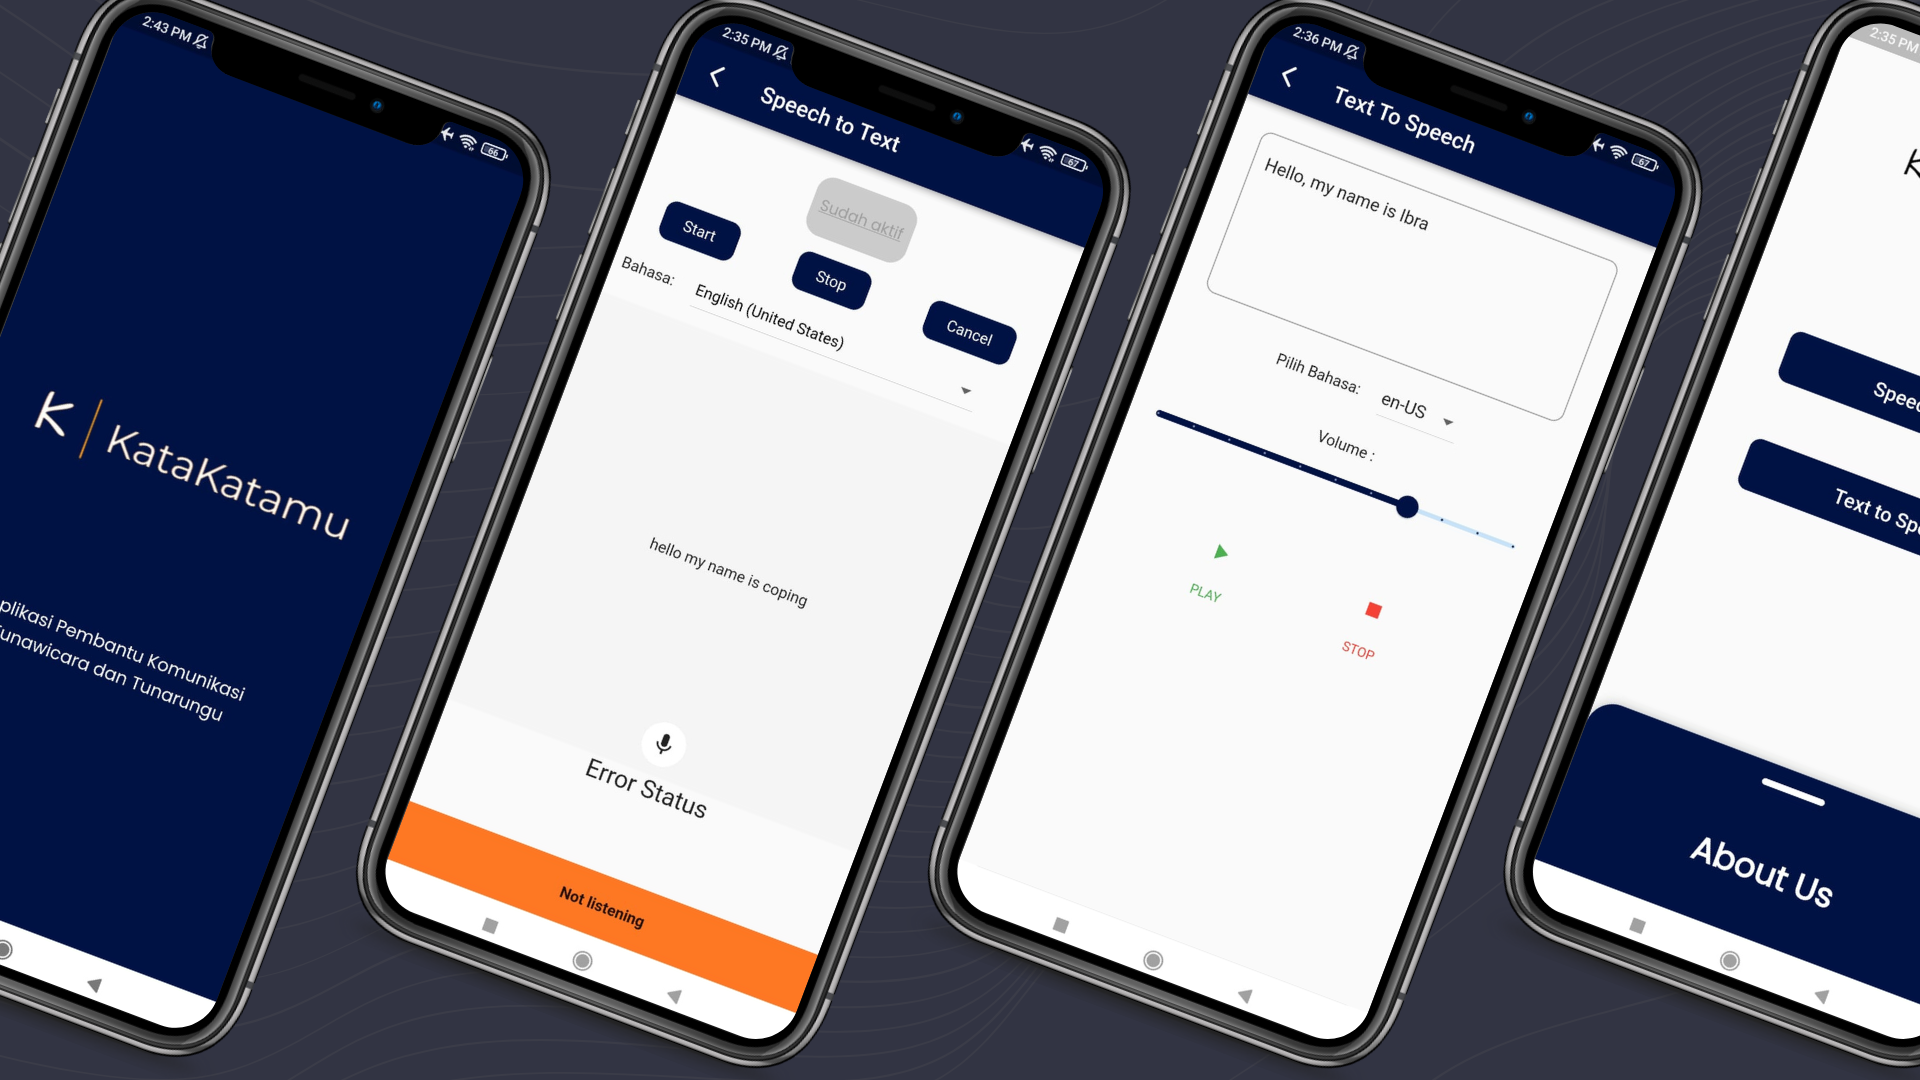 2:43 PM
66
K | KataKatamu
plikasi Pembantu Komunikasi
unawicara dan Tunarungu
2:35 PM
67
Speech to Text
Sudah aktif
Start
Stop
Cancel
Bahasa:
English (United States)
hello my name is coping
Error Status
Not listening
2:36 PM
67
Text To Speech
Hello, my name is Ibra
Pilih Bahasa:
en-US
Volume :
PLAY
STOP
2:35 PM
K
Speec
Text to Spe
About Us